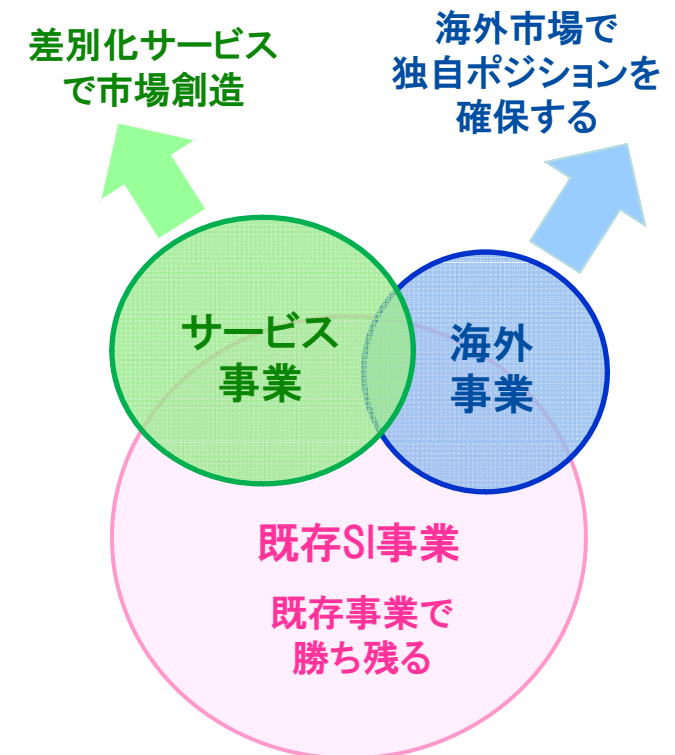 差別化サービス
で市場創造
海外市場で
独自ポジションを
確保する
サービス
事業
海外
事業
既存SI事業
既存事業で
勝ち残る